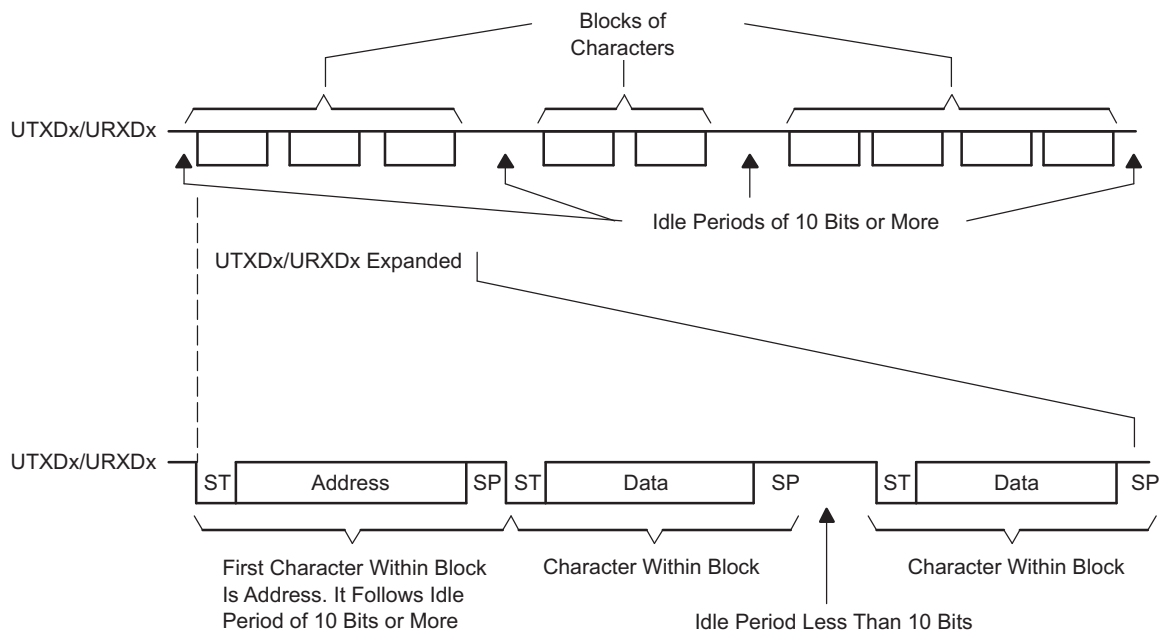 Blocks of
Characters
UTXDx/URXDx
Idle Periods of 10 Bits or More
UTXDx/URXDx Expanded
UTXDx/URXDx
ST
Address
SP
ST
Data
SP
ST
Data
SP
First Character Within Block
Is Address. It Follows Idle
Period of 10 Bits or More
Character Within Block
Character Within Block
Idle Period Less Than 10 Bits